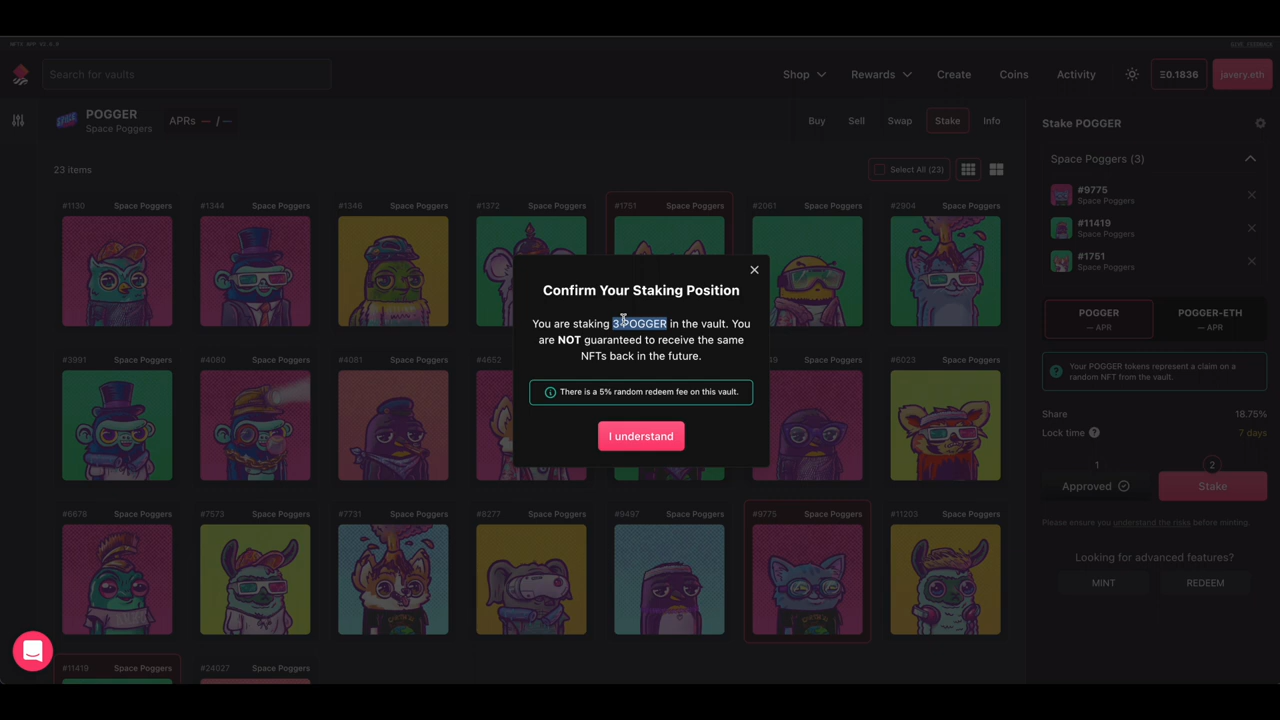 NFTX APP V1.6.0
GIVE FEEDBACK
Search for vaults
Shop
Rewards
Create
Coins
Activity
Ξ0.1836
javery.eth
POGGER
Space Poggers
APRs — / —
Buy
Sell
Swap
Stake
Info
Stake POGGER
23 items
Select All (23)
Space Poggers (3)
#9775
Space Poggers
#11419
Space Poggers
#1751
Space Poggers
#1130 Space Poggers
#1344 Space Poggers
#1346 Space Poggers
#1372 Space Poggers
#1751 Space Poggers
#2061 Space Poggers
#2904 Space Poggers
Confirm Your Staking Position
You are staking 3 POGGER in the vault. You
are NOT guaranteed to receive the same
NFTs back in the future.
There is a 5% random redeem fee on this vault.
I understand
POGGER
— APR
POGGER-ETH
— APR
Your POGGER tokens represent a claim on a
random NFT from the vault.
Share 18.75%
Lock time ? 7 days
1
Approved
2
Stake
Please ensure you understand the risks before minting.
Looking for advanced features?
MINT
REDEEM
#3991 Space Poggers
#4080 Space Poggers
#4081 Space Poggers
#4652
Space Poggers
#6023 Space Poggers
#6678 Space Poggers
#7573 Space Poggers
#7731 Space Poggers
#8277 Space Poggers
#9497 Space Poggers
#9775 Space Poggers
#11203 Space Poggers
#11419 Space Poggers
#24027 Space Poggers